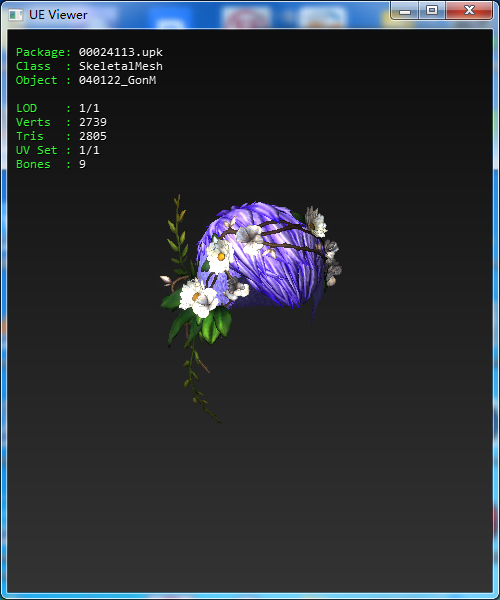 UE Viewer
Package: 00024113.upk
Class : SkeletalMesh
Object : 040122_GonM
LOD : 1/1
Verts : 2739
Tris : 2805
UV Set : 1/1
Bones : 9